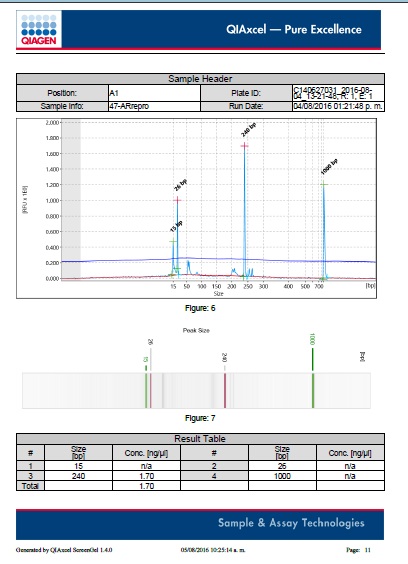 QIAGEN
QIAxcel — Pure Excellence
Sample Header
Position: A1 Plate ID: C140627031_2016-08-04_13-21-48, R: 1, E: 1
Sample Info: 47-ARrepro Run Date: 04/08/2016 01:21:48 p. m.
2.000
1.800
1.600
1.400
1.200
1.000
0.800
0.600
0.400
0.200
0.000
[RFU x 1E0]
15 bp
26 bp
240 bp
1000 bp
15 50 100 150 200 250 300 400 500 700 [bp]
Size
Figure: 6
Peak Size
15
26
240
1000
[bp]
Figure: 7
Result Table
# Size [bp] Conc. [ng/µl] # Size [bp] Conc. [ng/µl]
1 15 n/a 2 26 n/a
3 240 1.70 4 1000 n/a
Total 1.70
Sample & Assay Technologies
Generated by QIAxcel ScreenGel 1.4.0 05/08/2016 10:25:14 a. m. Page: 11